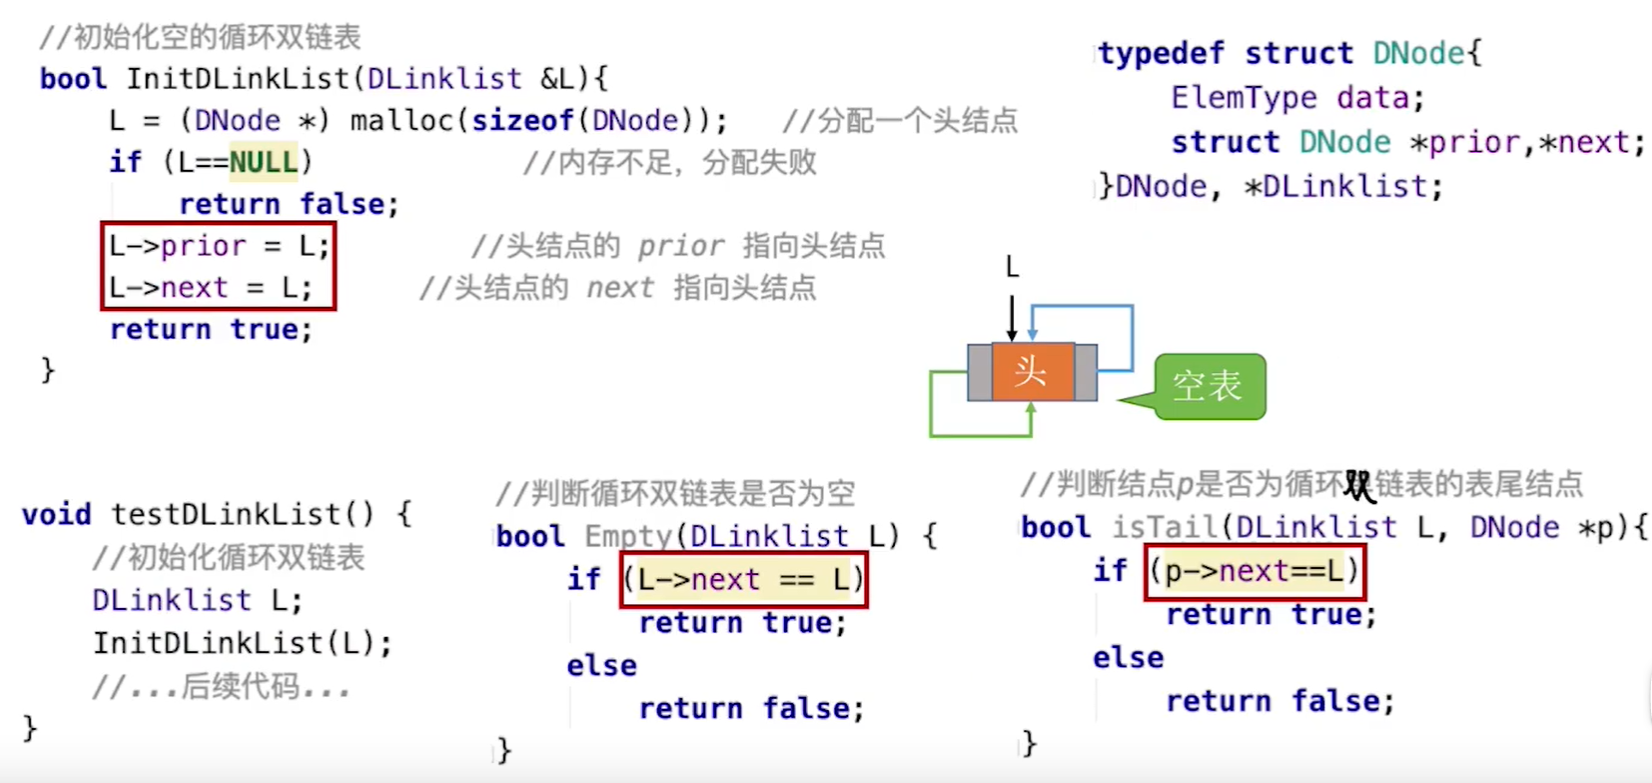 //初始化空的循环双链表
bool InitDLinkList(DLinklist &L){
L = (DNode *) malloc(sizeof(DNode)); //分配一个头结点
if (L==NULL) //内存不足，分配失败
return false;
L->prior = L; //头结点的 prior 指向头结点
L->next = L; //头结点的 next 指向头结点
return true;
}
typedef struct DNode{
ElemType data;
struct DNode *prior,*next;
}DNode, *DLinklist;
L
头
空表
void testDLinkList() {
//初始化循环双链表
DLinklist L;
InitDLinkList(L);
//...后续代码...
}
//判断循环双链表是否为空
bool Empty(DLinklist L) {
if (L->next == L)
return true;
else
return false;
}
//判断结点p是否为循环双链表的表尾结点
bool isTail(DLinklist L, DNode *p){
if (p->next==L)
return true;
else
return false;
}